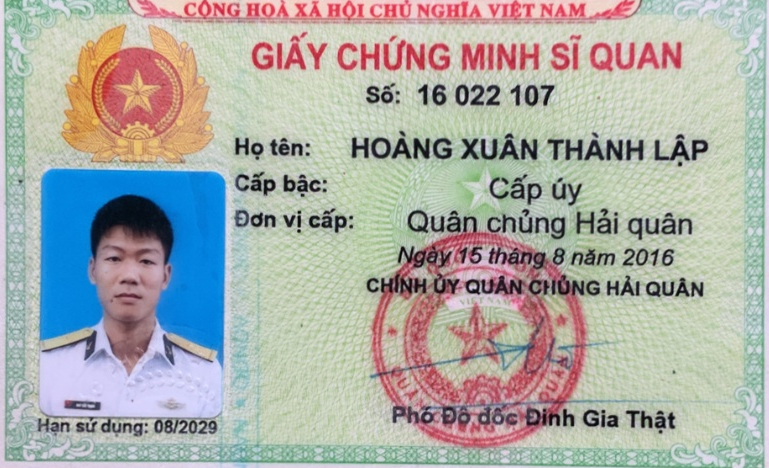 CỘNG HOÀ XÃ HỘI CHỦ NGHĨA VIỆT NAM
GIẤY CHỨNG MINH SĨ QUAN
Số: 16 022 107
Họ tên: HOÀNG XUÂN THÀNH LẬP
Cấp bậc: Cấp úy
Đơn vị cấp: Quân chủng Hải quân
Ngày 15 tháng 8 năm 2016
CHÍNH ỦY QUÂN CHỦNG HẢI QUÂN
VIỆT NAM
Phó Đô đốc Đinh Gia Thật
Hạn sử dụng: 08/2029